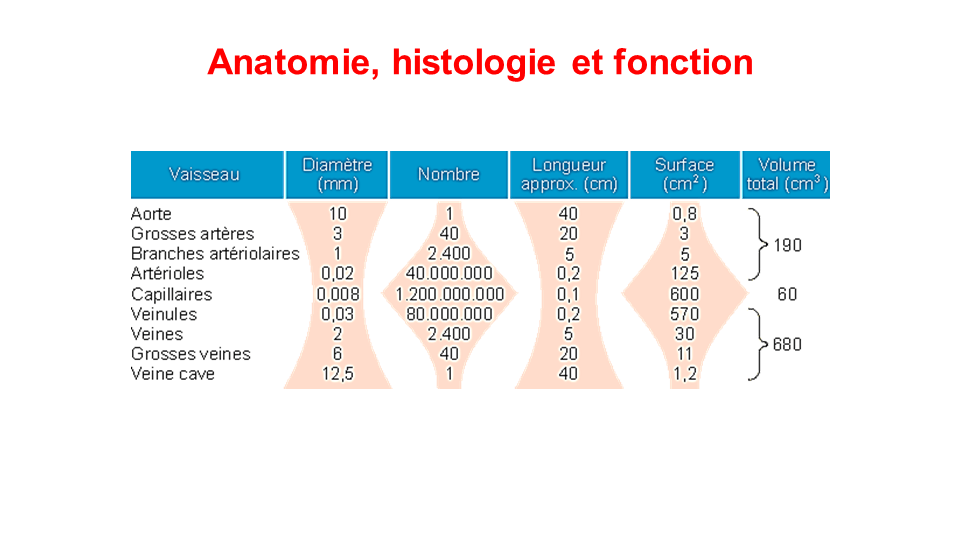 Anatomie, histologie et fonction
Vaisseau Diamètre (mm) Nombre Longueur approx. (cm) Surface (cm²) Volume total (cm³)
Aorte 10 1 40 0,8
Grosses artères 3 40 20 3
Branches artériolaires 1 2.400 5 5
190
Artérioles 0,02 40.000.000 0,2 125
Capillaires 0,008 1.200.000.000 0,1 600 60
Veinules 0,03 80.000.000 0,2 570
Veines 2 2.400 5 30
680
Grosses veines 6 40 20 11
Veine cave 12,5 1 40 1,2